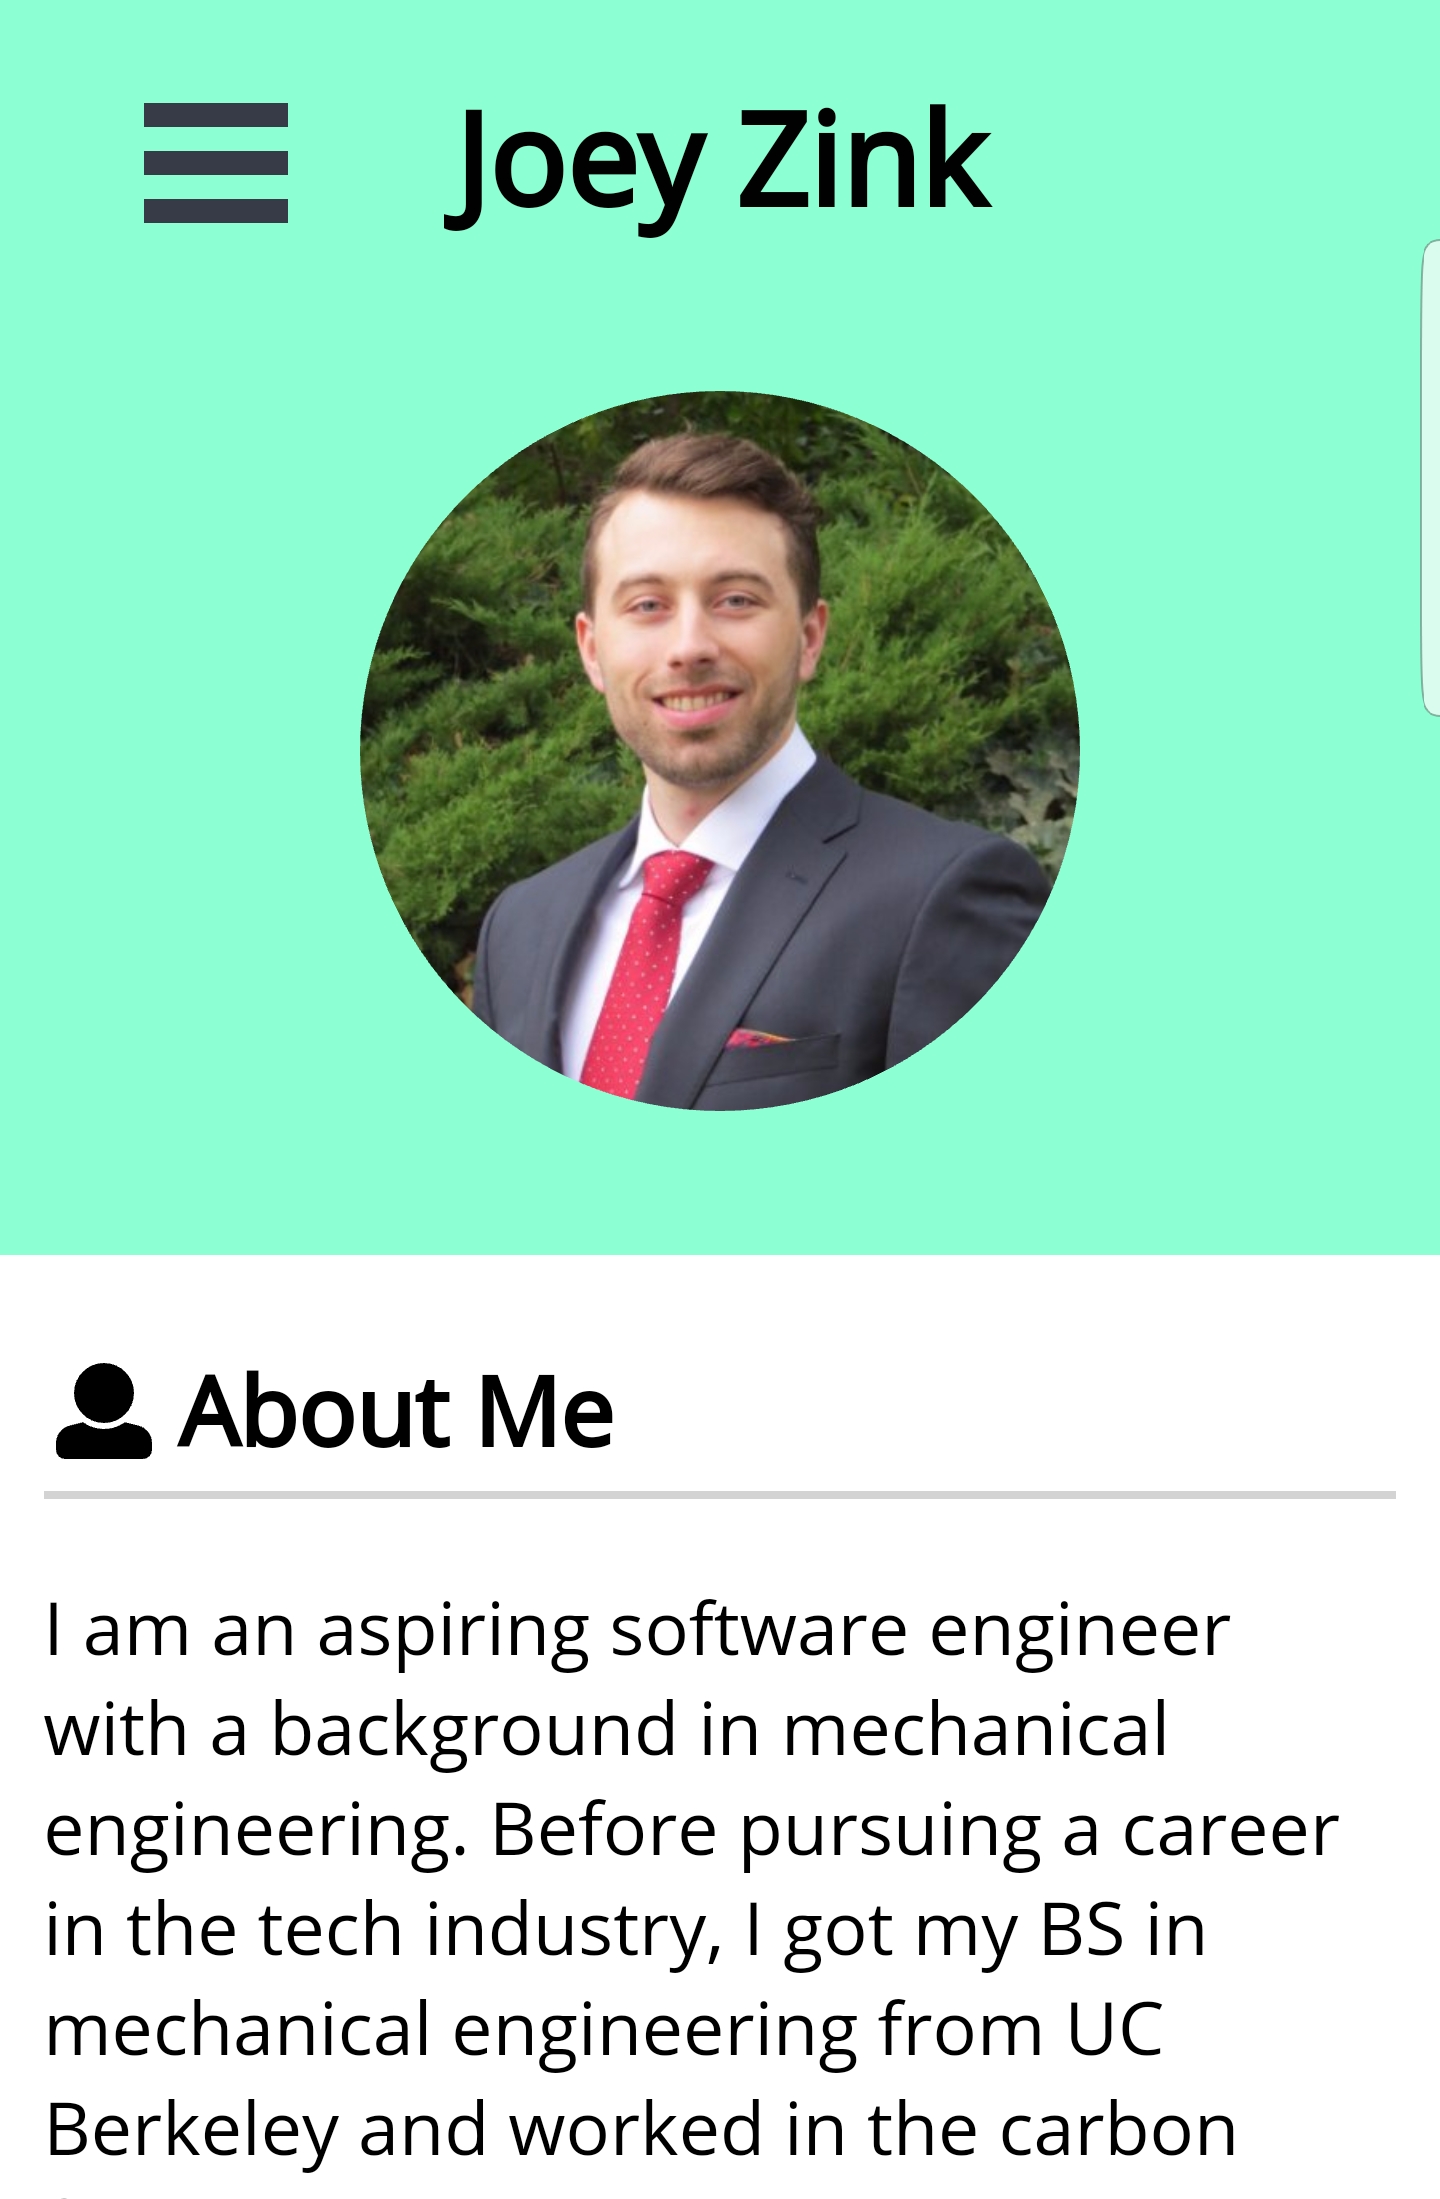 Joey Zink
About Me
I am an aspiring software engineer
with a background in mechanical
engineering. Before pursuing a career
in the tech industry, I got my BS in
mechanical engineering from UC
Berkeley and worked in the carbon